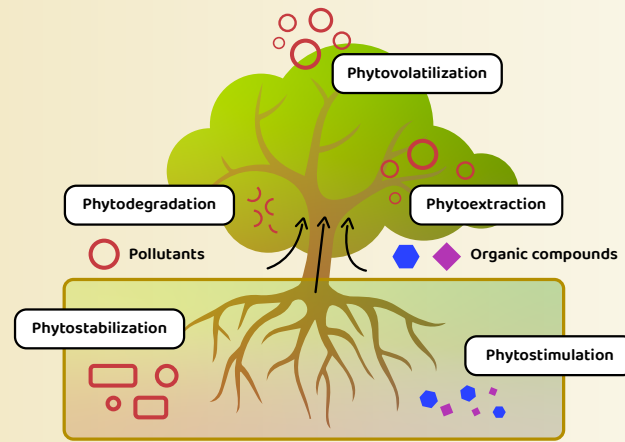 Phytovolatilization
Phytodegradation
Phytoextraction
Pollutants
Organic compounds
Phytostabilization
Phytostimulation